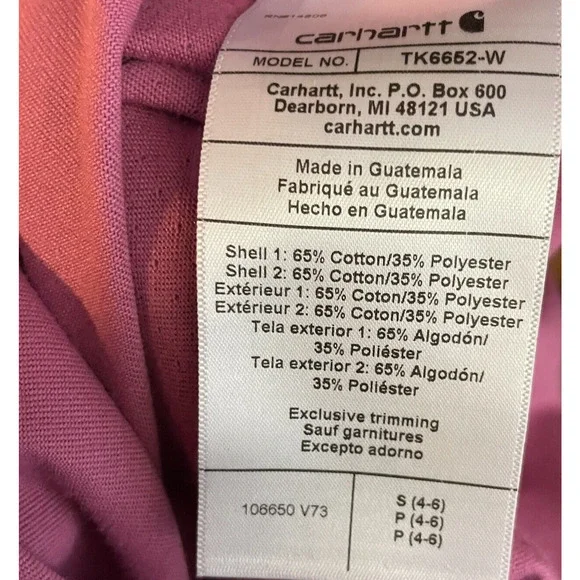 carhartt
MODEL NO. TK6652-W
Carhartt, Inc. P.O. Box 600
Dearborn, MI 48121 USA
carhartt.com
Made in Guatemala
Fabriqué au Guatemala
Hecho en Guatemala
Shell 1: 65% Cotton/35% Polyester
Shell 2: 65% Cotton/35% Polyester
Extérieur 1: 65% Coton/35% Polyester
Extérieur 2: 65% Coton/35% Polyester
Tela exterior 1: 65% Algodón/
35% Poliéster
Tela exterior 2: 65% Algodón/
35% Poliéster
Exclusive trimming
Sauf garnitures
Excepto adorno
106650 V73
S (4-6)
P (4-6)
P (4-6)